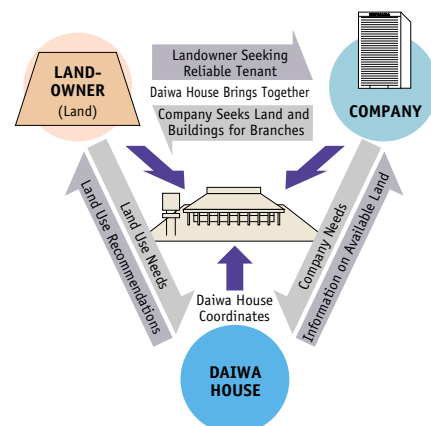 LAND-
OWNER
(Land)
Landowner Seeking
Reliable Tenant
Daiwa House Brings Together
Company Seeks Land and
Buildings for Branches
COMPANY
Land Use Recommendations
Land Use Needs
Company Needs
Information on Available Land
Daiwa House
Coordinates
DAIWA
HOUSE